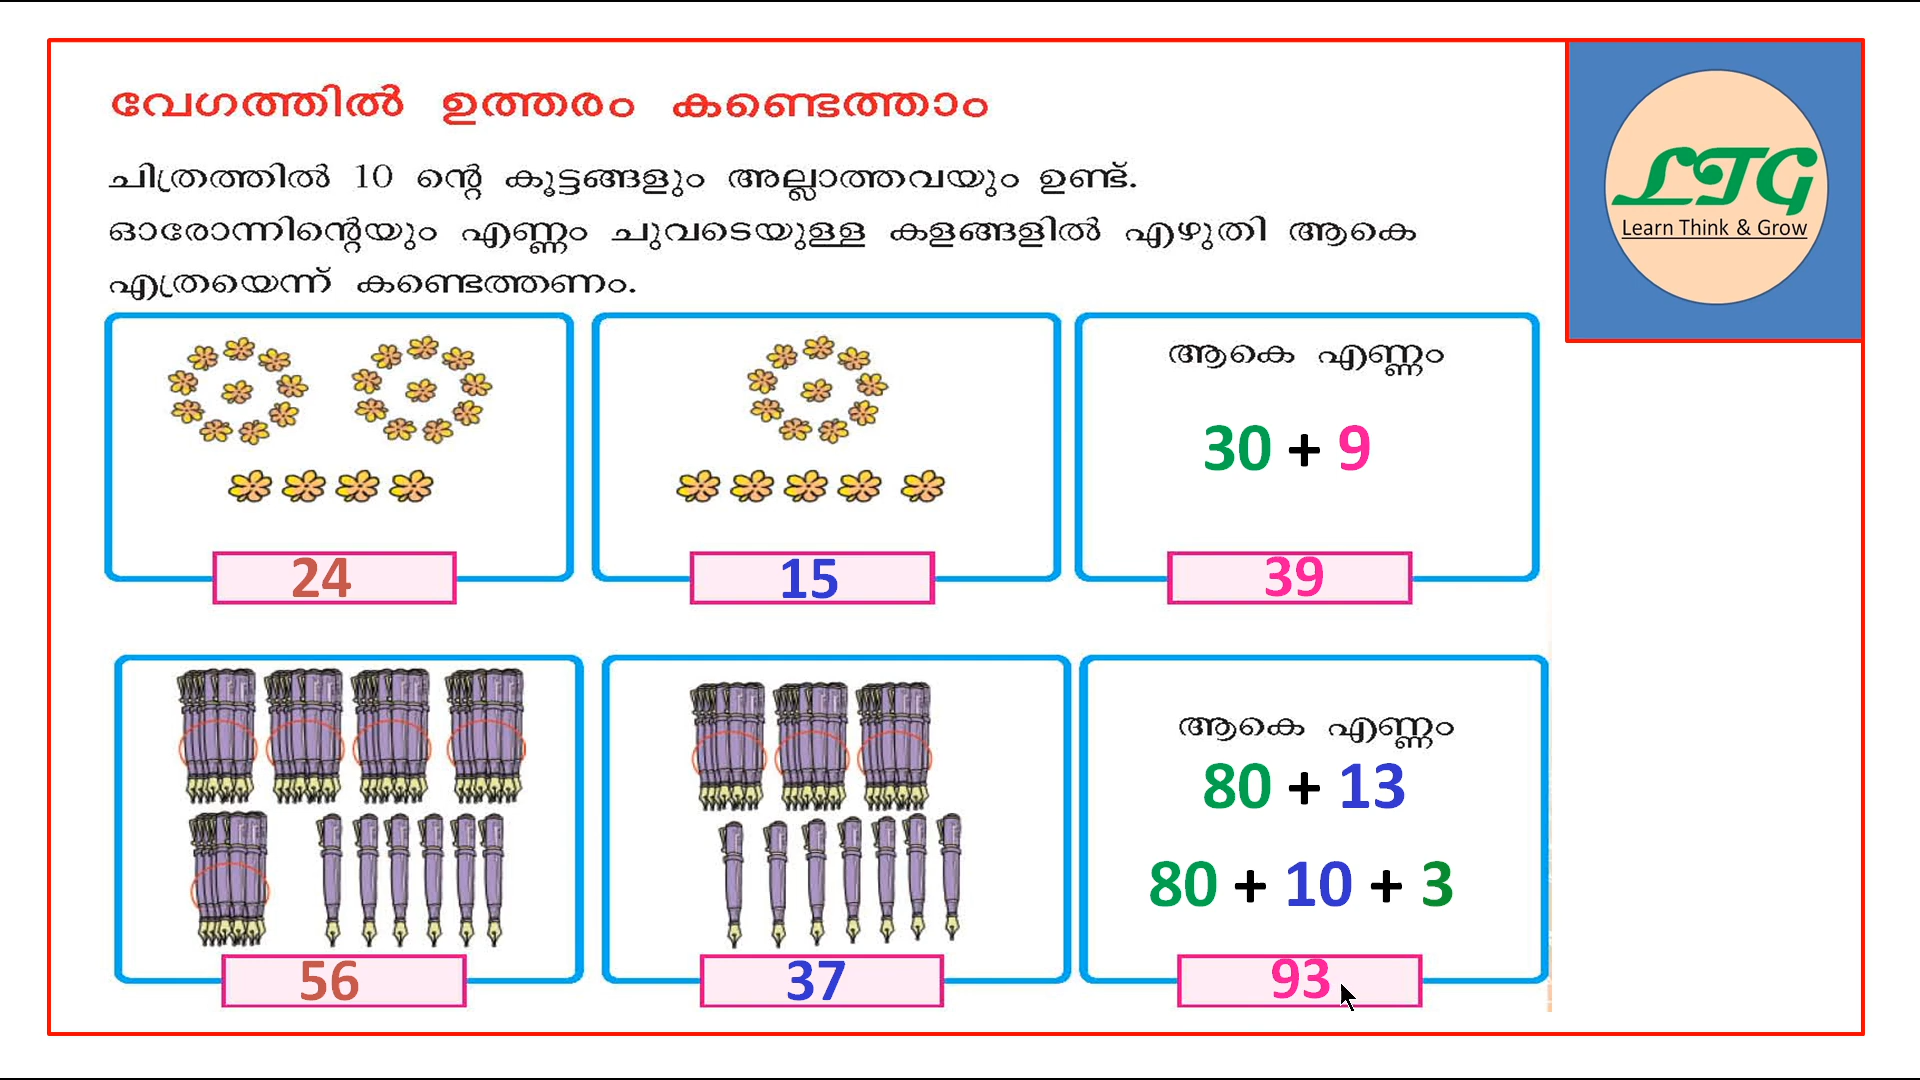 വേഗത്തിൽ ഉത്തരം കണ്ടെത്താം
ചിത്രത്തിൽ 10 ന്റെ കൂട്ടങ്ങളും അല്ലാത്തവയും ഉണ്ട്.
ഓരോന്നിന്റെയും എണ്ണം ചുവടെയുള്ള കളങ്ങളിൽ എഴുതി ആകെ
എത്രയെന്ന് കണ്ടെത്തണം.
LTG
Learn Think & Grow
ആകെ എണ്ണം
30 + 9
24
15
39
ആകെ എണ്ണം
80 + 13
80 + 10 + 3
56
37
93